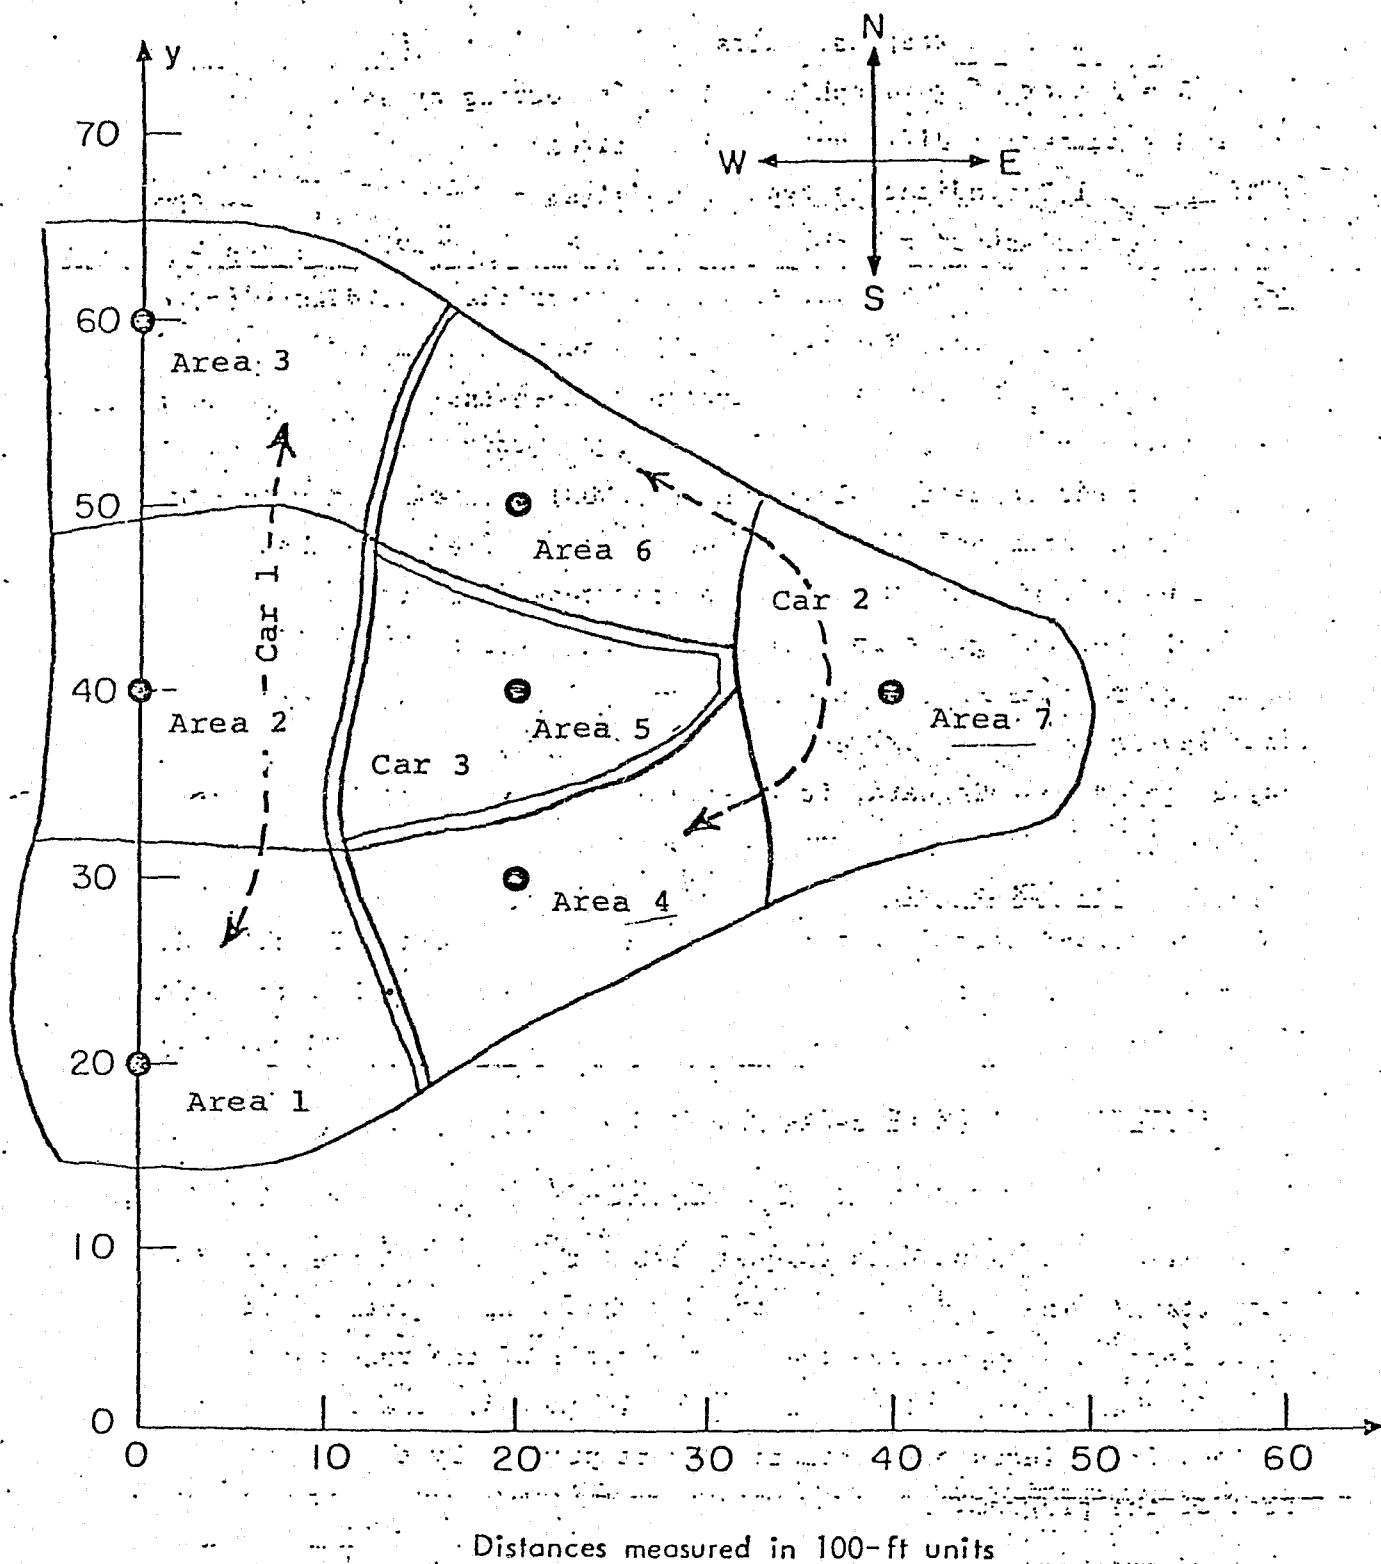 N
y
70
W E
S
60
Area 3
50
Area 6
Car 1
Car 2
40
Area 2
Area 5
Area 7
Car 3
30
Area 4
20
Area 1
10
0
0 10 20 30 40 50 60
Distances measured in 100-ft units